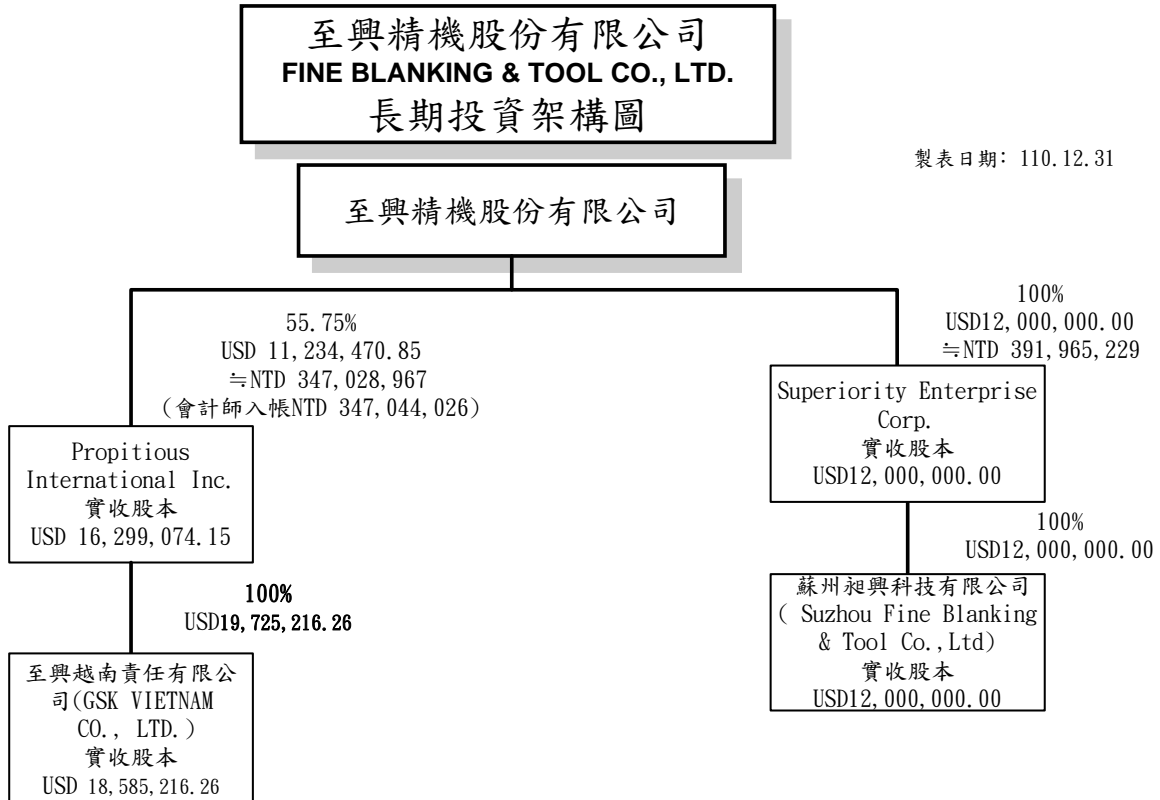 至興精機股份有限公司
FINE BLANKING & TOOL CO., LTD.
長期投資架構圖
製表日期: 110.12.31
至興精機股份有限公司
55.75%
USD 11,234,470.85
≒NTD 347,028,967
(會計師入帳NTD 347,044,026)
Propitious
International Inc.
實收股本
USD 16,299,074.15
100%
USD19,725,216.26
至興越南責任有限公
司(GSK VIETNAM
CO., LTD.)
實收股本
USD 18,585,216.26
100%
USD12,000,000.00
≒NTD 391,965,229
Superiority Enterprise
Corp.
實收股本
USD12,000,000.00
100%
USD12,000,000.00
蘇州昶興科技有限公司
( Suzhou Fine Blanking
& Tool Co.,Ltd)
實收股本
USD12,000,000.00